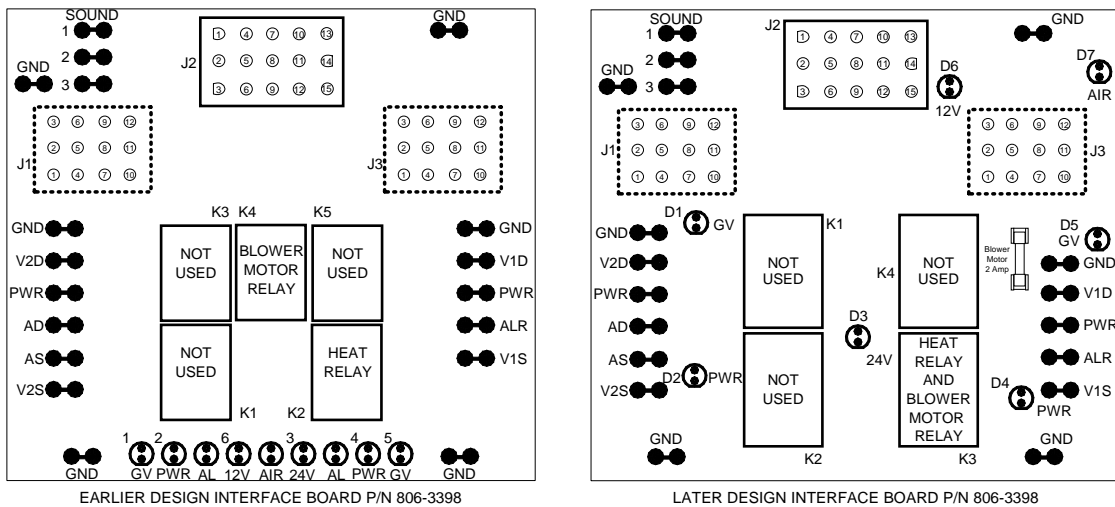 SOUND
1
2
3
GND
GND
J2
1 4 7 10 13
2 5 8 11 14
3 6 9 12 15
J1
3 6 9 12
2 5 8 11
1 4 7 10
J3
3 6 9 12
2 5 8 11
1 4 7 10
K3 K4 K5
GND
V2D
PWR
AD
AS
V2S
NOT
USED
BLOWER
MOTOR
RELAY
NOT
USED
NOT
USED
HEAT
RELAY
K1 K2
GND
V1D
PWR
ALR
V1S
1 2 6 3 4 5
GND
GV PWR AL 12V AIR 24V AL PWR GV
GND
EARLIER DESIGN INTERFACE BOARD P/N 806-3398
SOUND
1
2
3
GND
GND
J2
1 4 7 10 13
2 5 8 11 14
3 6 9 12 15
D6
12V
D7
AIR
J1
3 6 9 12
2 5 8 11
1 4 7 10
J3
3 6 9 12
2 5 8 11
1 4 7 10
D1
GV
GND
V2D
PWR
AD
AS
V2S
D2 PWR
K1
NOT
USED
NOT
USED
K2
D3
24V
K4
NOT
USED
HEAT
RELAY
AND
BLOWER
MOTOR
RELAY
K3
Blower
Motor
2 Amp
D5
GV
GND
V1D
PWR
ALR
V1S
D4
PWR
GND
GND
LATER DESIGN INTERFACE BOARD P/N 806-3398